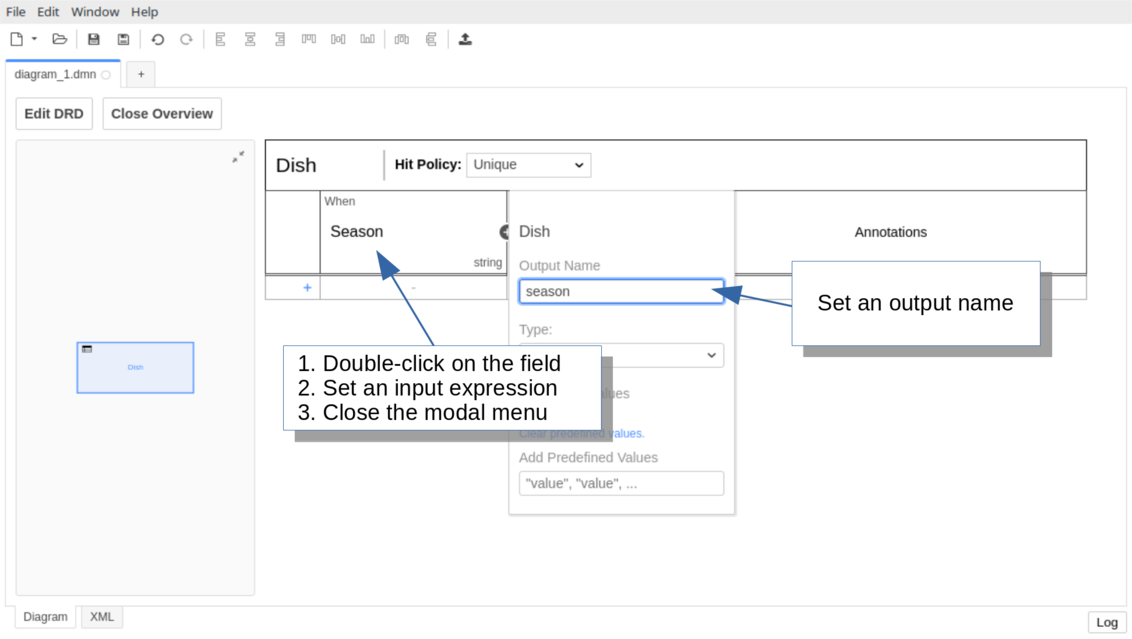 File Edit Window Help
diagram_1.dmn +
Edit DRD Close Overview
Dish Hit Policy: Unique
When
Season
string
+ -
Dish
Output Name
season
Type:
lues
Clear predefined values.
Add Predefined Values
"value", "value", ...
Annotations
Set an output name
1. Double-click on the field
2. Set an input expression
3. Close the modal menu
Dish
Diagram XML
Log